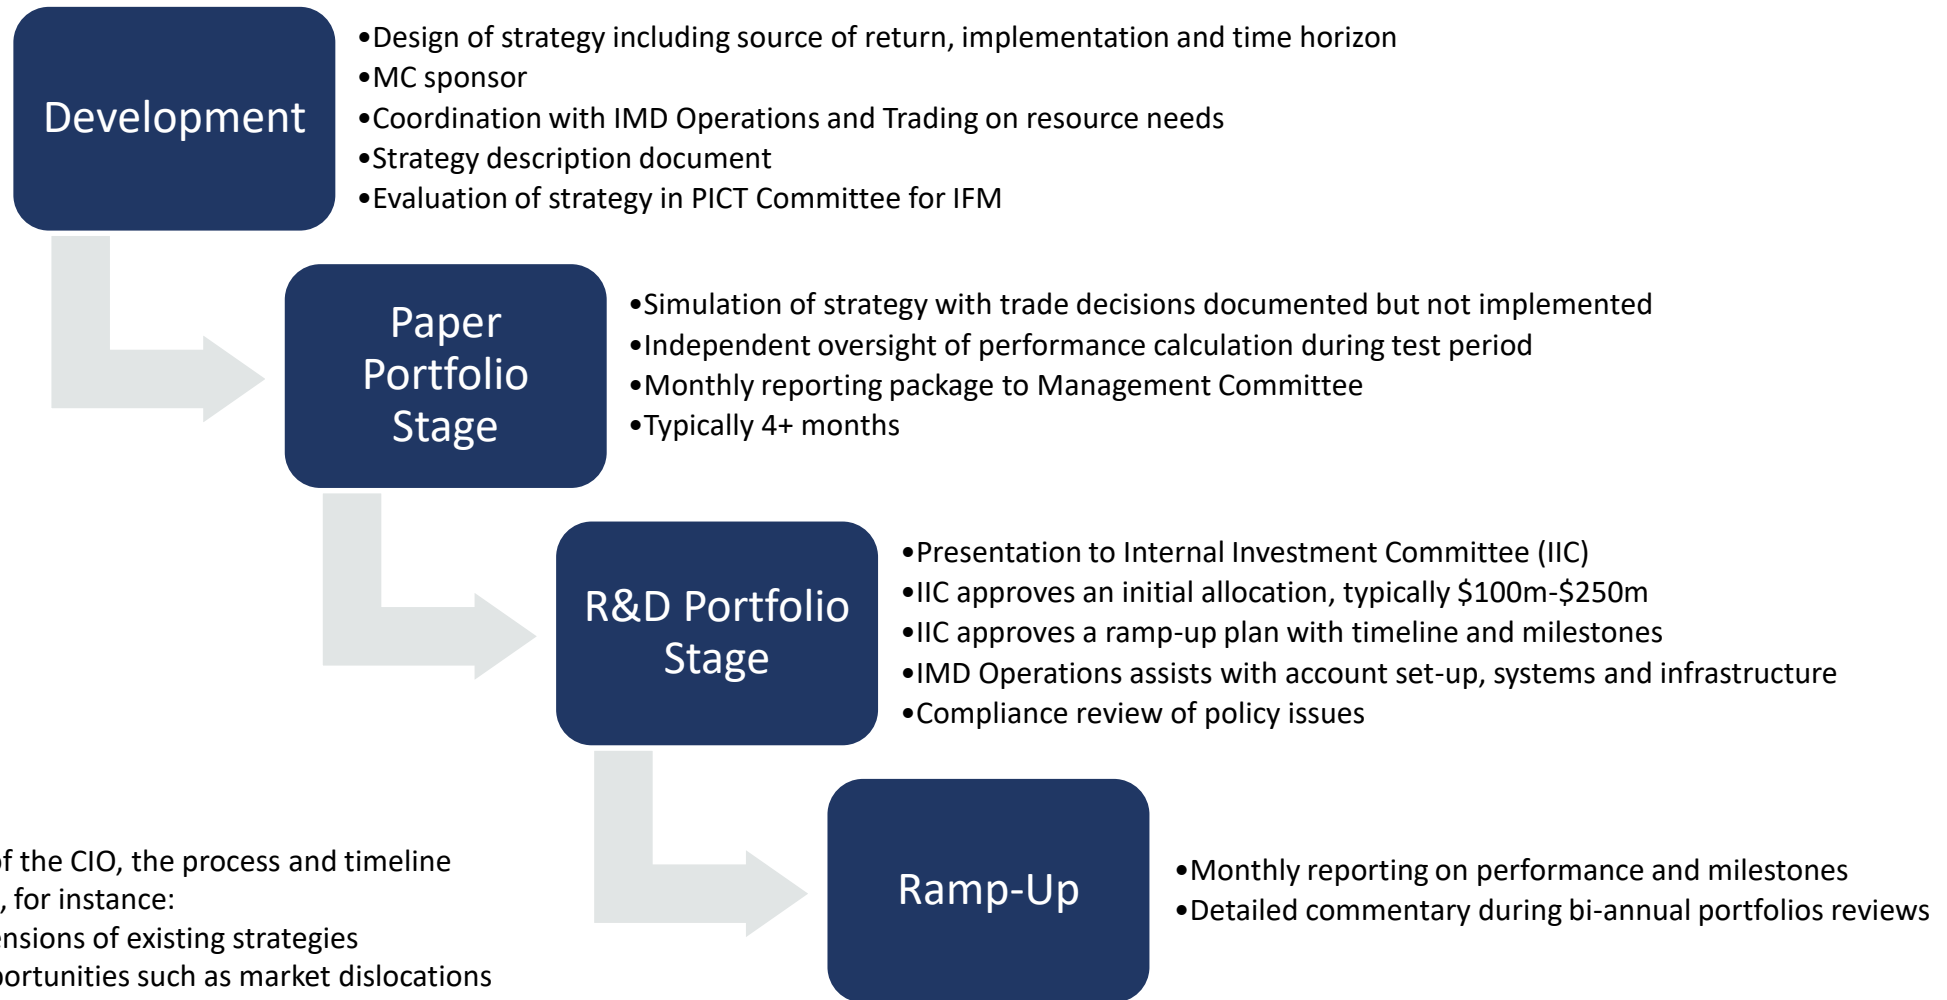 Development
•Design of strategy including source of return, implementation and time horizon
•MC sponsor
•Coordination with IMD Operations and Trading on resource needs
•Strategy description document
•Evaluation of strategy in PICT Committee for IFM
Paper
Portfolio
Stage
•Simulation of strategy with trade decisions documented but not implemented
•Independent oversight of performance calculation during test period
•Monthly reporting package to Management Committee
•Typically 4+ months
R&D Portfolio
Stage
•Presentation to Internal Investment Committee (IIC)
•IIC approves an initial allocation, typically $100m-$250m
•IIC approves a ramp-up plan with timeline and milestones
•IMD Operations assists with account set-up, systems and infrastructure
•Compliance review of policy issues
Ramp-Up
•Monthly reporting on performance and milestones
•Detailed commentary during bi-annual portfolios reviews
of the CIO, the process and timeline
, for instance:
of existing strategies
such as market dislocations